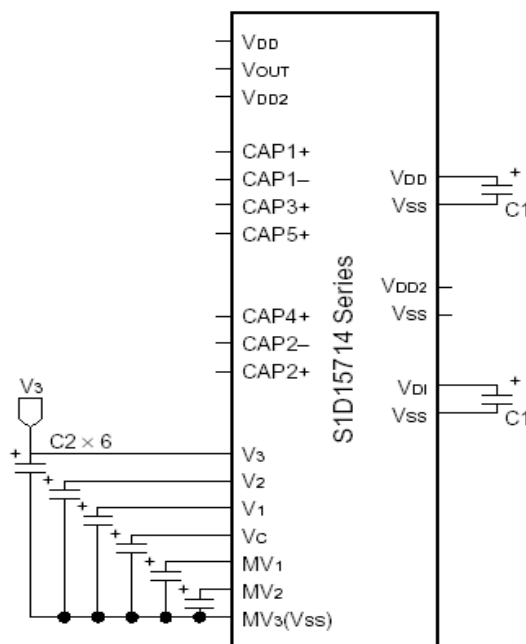 VDD
VOUT
VDD2
CAP1+
CAP1–
CAP3+
CAP5+
CAP4+
CAP2–
CAP2+
V3
V2
V1
VC
MV1
MV2
MV3(VSS)
S1D15714 Series
VDD
VSS
+
C1
VDD2
VSS
VDI
VSS
+
C1
V3
C2 × 6
+
+
+
+
+
+